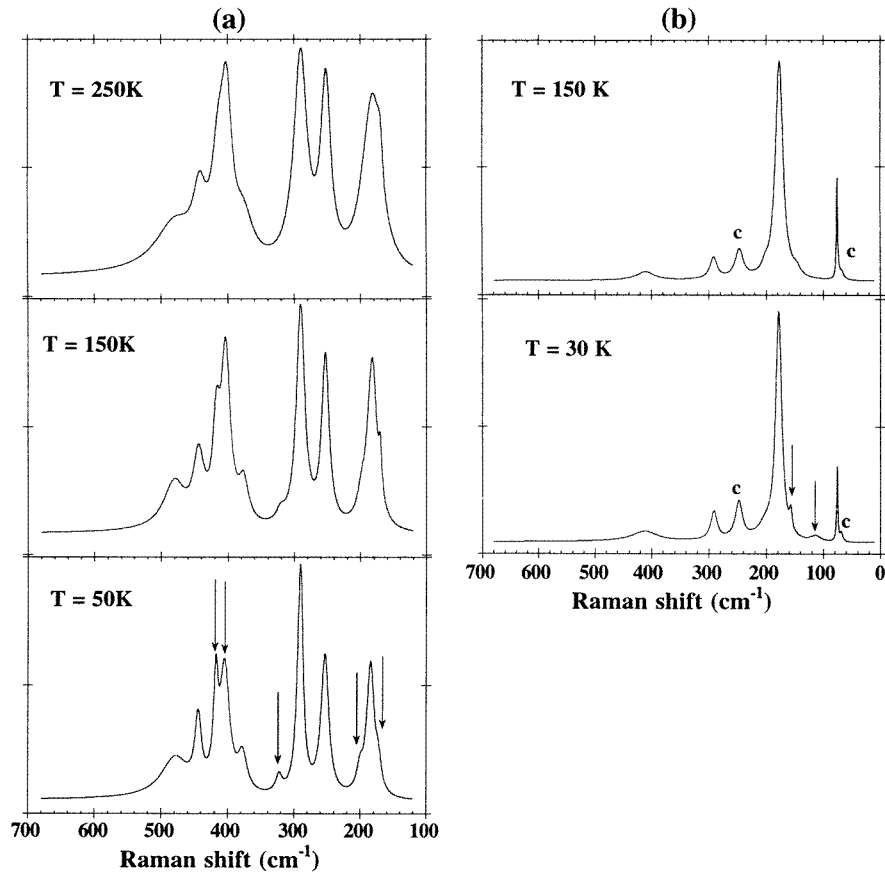 (a)
T = 250K
T = 150K
T = 50K
700 600 500 400 300 200 100
Raman shift (cm-1)
(b)
T = 150 K
c
c
T = 30 K
c
c
700 600 500 400 300 200 100 0
Raman shift (cm-1)